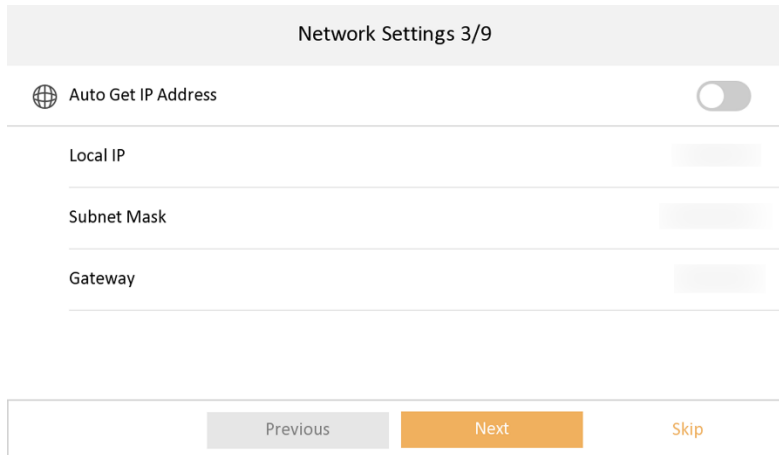 Network Settings 3/9
Auto Get IP Address
Local IP
Subnet Mask
Gateway
Previous Next Skip